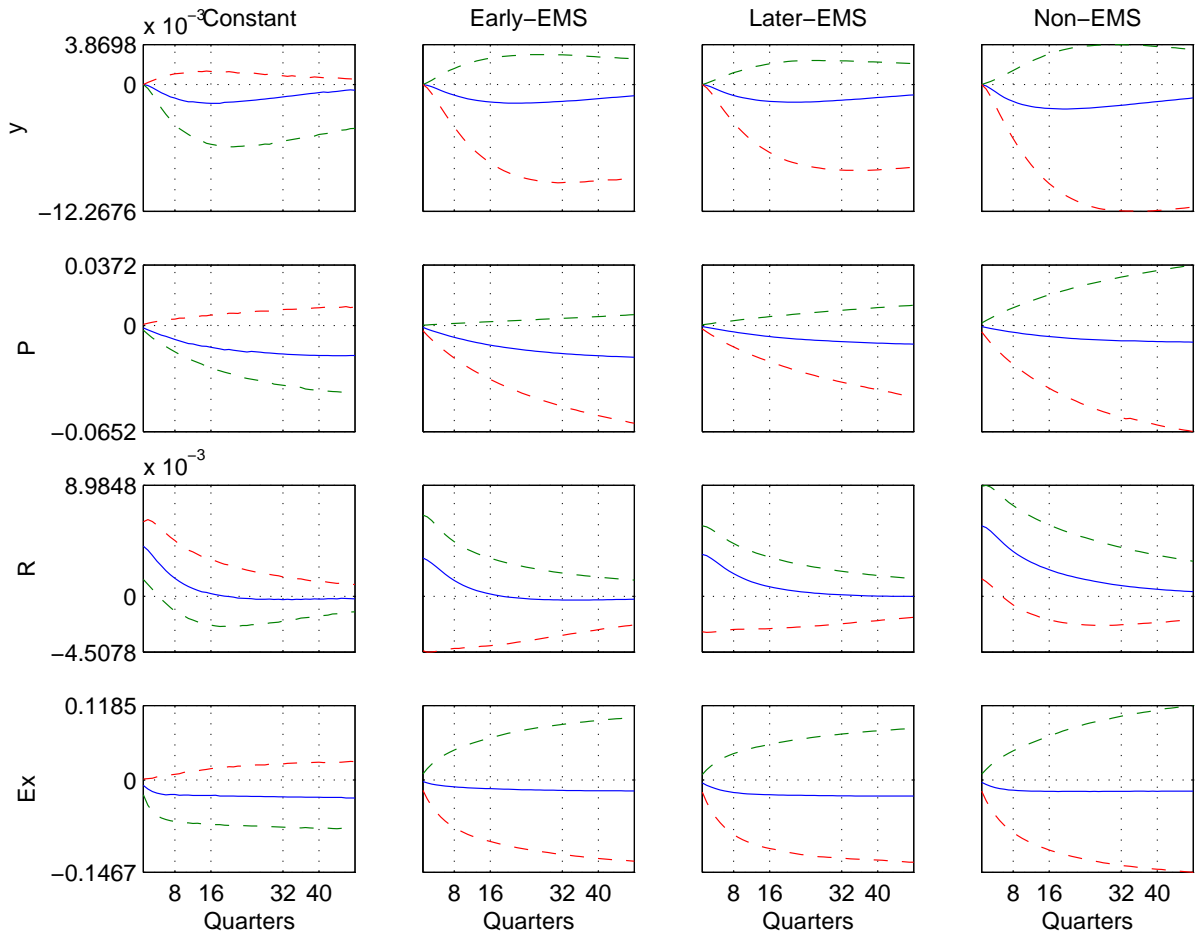 x 10⁻³ Constant Early−EMS Later−EMS Non−EMS
3.8698
0
−12.2676
y
0.0372
0
−0.0652
P
x 10⁻³
8.9848
0
−4.5078
R
0.1185
0
−0.1467
Ex
8 16 32 40 8 16 32 40 8 16 32 40 8 16 32 40
Quarters Quarters Quarters Quarters